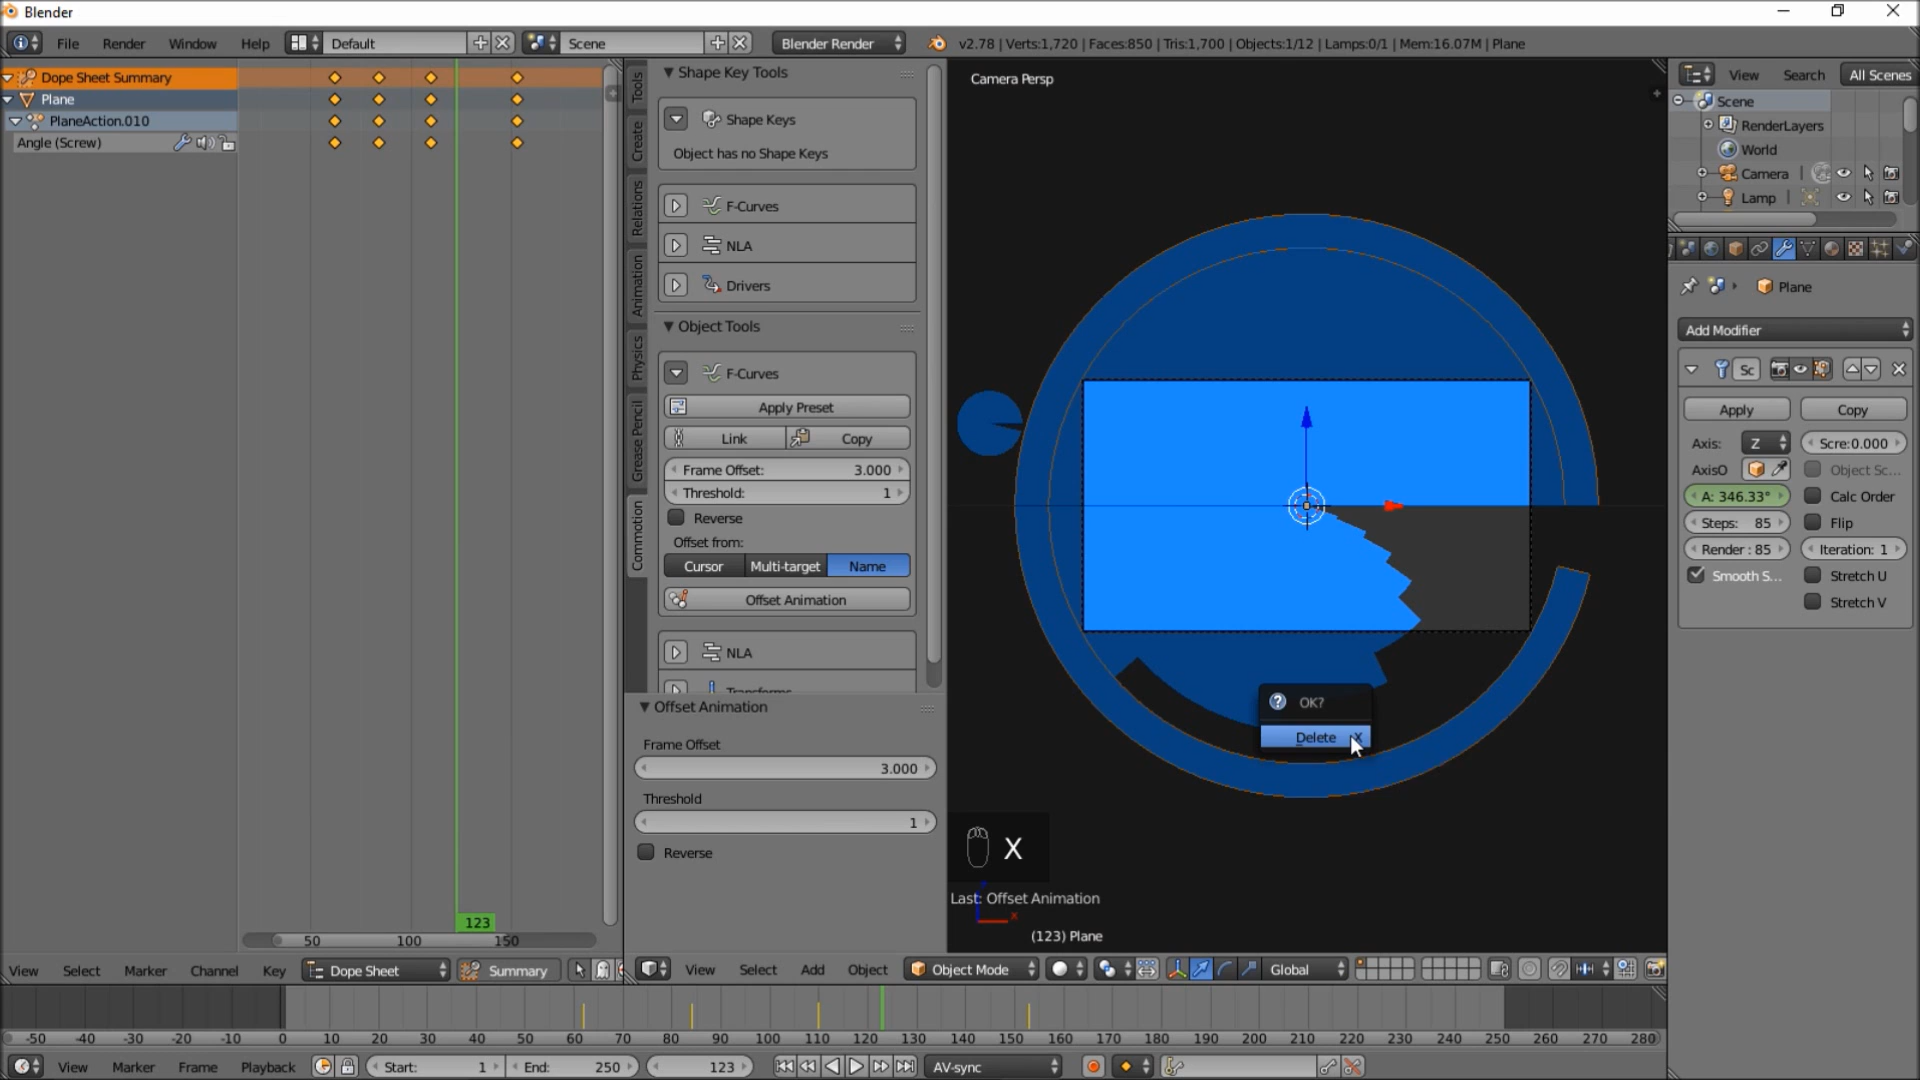 Blender
File Render Window Help Default Scene Blender Render v2.78 | Verts:1,720 | Faces:850 | Tris:1,700 | Objects:1/12 | Lamps:0/1 | Mem:16.07M | Plane
Dope Sheet Summary
Plane
PlaneAction.010
Angle (Screw)
123
50 100 150
View Select Marker Channel Key Dope Sheet Summary
Tools
Create
Relations
Animation
Physics
Grease Pencil
Commotion
Shape Key Tools
Shape Keys
Object has no Shape Keys
F-Curves
NLA
Drivers
Object Tools
F-Curves
Apply Preset
Link Copy
Frame Offset: 3.000
Threshold: 1
Reverse
Offset from:
Cursor Multi-target Name
Offset Animation
NLA
Transforms
Offset Animation
Frame Offset
3.000
Threshold
1
Reverse
Camera Persp
OK?
Delete X
X
Last: Offset Animation
x
(123) Plane
View Select Add Object Object Mode Global
View Search All Scenes
Scene
RenderLayers
World
Camera
Lamp
Plane
Add Modifier
Sc
Apply Copy
Axis: Z Scre:0.000
AxisO Object Sc...
A: 346.33° Calc Order
Steps: 85 Flip
Render: 85 Iteration: 1
Smooth S... Stretch U
Stretch V
-50 -40 -30 -20 -10 0 10 20 30 40 50 60 70 80 90 100 110 120 130 140 150 160 170 180 190 200 210 220 230 240 250 260 270 280
View Marker Frame Playback Start: 1 End: 250 123 AV-sync